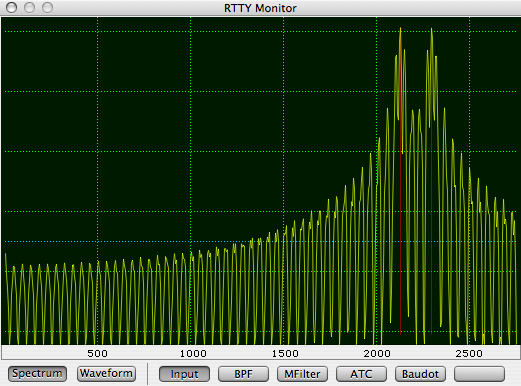 RTTY Monitor
500 1000 1500 2000 2500
Spectrum Waveform Input BPF MFilter ATC Baudot